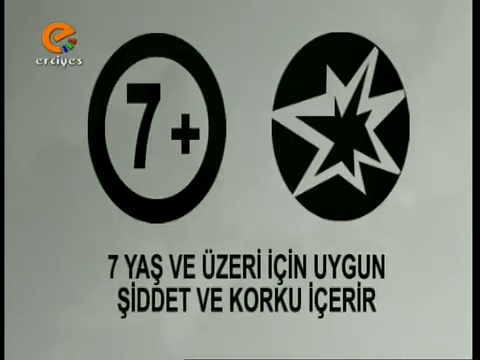 erciyes
7+
7 YAŞ VE ÜZERİ İÇİN UYGUN
ŞİDDET VE KORKU İÇERİR